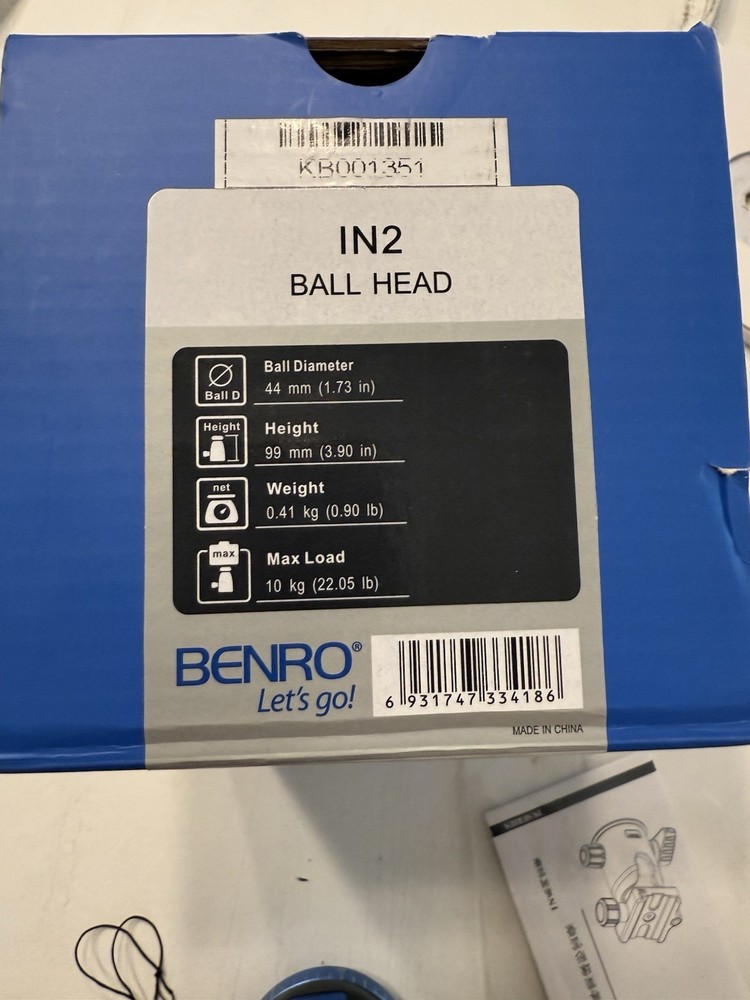 KB001351
IN2
BALL HEAD
Ball D
Ball Diameter
44 mm (1.73 in)
Height
Height
99 mm (3.90 in)
net
Weight
0.41 kg (0.90 lb)
max
Max Load
10 kg (22.05 lb)
BENRO®
Let's go!
6 931747 334186
MADE IN CHINA